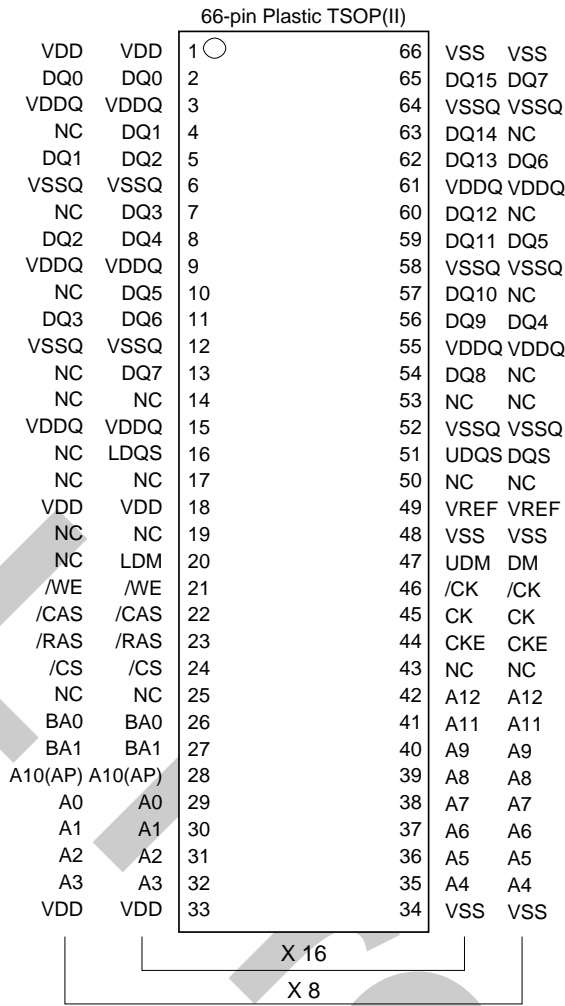 66-pin Plastic TSOP(II)
VDD VDD 1 66 VSS VSS
DQ0 DQ0 2 65 DQ15 DQ7
VDDQ VDDQ 3 64 VSSQ VSSQ
NC DQ1 4 63 DQ14 NC
DQ1 DQ2 5 62 DQ13 DQ6
VSSQ VSSQ 6 61 VDDQ VDDQ
NC DQ3 7 60 DQ12 NC
DQ2 DQ4 8 59 DQ11 DQ5
VDDQ VDDQ 9 58 VSSQ VSSQ
NC DQ5 10 57 DQ10 NC
DQ3 DQ6 11 56 DQ9 DQ4
VSSQ VSSQ 12 55 VDDQ VDDQ
NC DQ7 13 54 DQ8 NC
NC NC 14 53 NC NC
VDDQ VDDQ 15 52 VSSQ VSSQ
NC LDQS 16 51 UDQS DQS
NC NC 17 50 NC NC
VDD VDD 18 49 VREF VREF
NC NC 19 48 VSS VSS
NC LDM 20 47 UDM DM
/WE /WE 21 46 /CK /CK
/CAS /CAS 22 45 CK CK
/RAS /RAS 23 44 CKE CKE
/CS /CS 24 43 NC NC
NC NC 25 42 A12 A12
BA0 BA0 26 41 A11 A11
BA1 BA1 27 40 A9 A9
A10(AP) A10(AP) 28 39 A8 A8
A0 A0 29 38 A7 A7
A1 A1 30 37 A6 A6
A2 A2 31 36 A5 A5
A3 A3 32 35 A4 A4
VDD VDD 33 34 VSS VSS
X 16
X 8